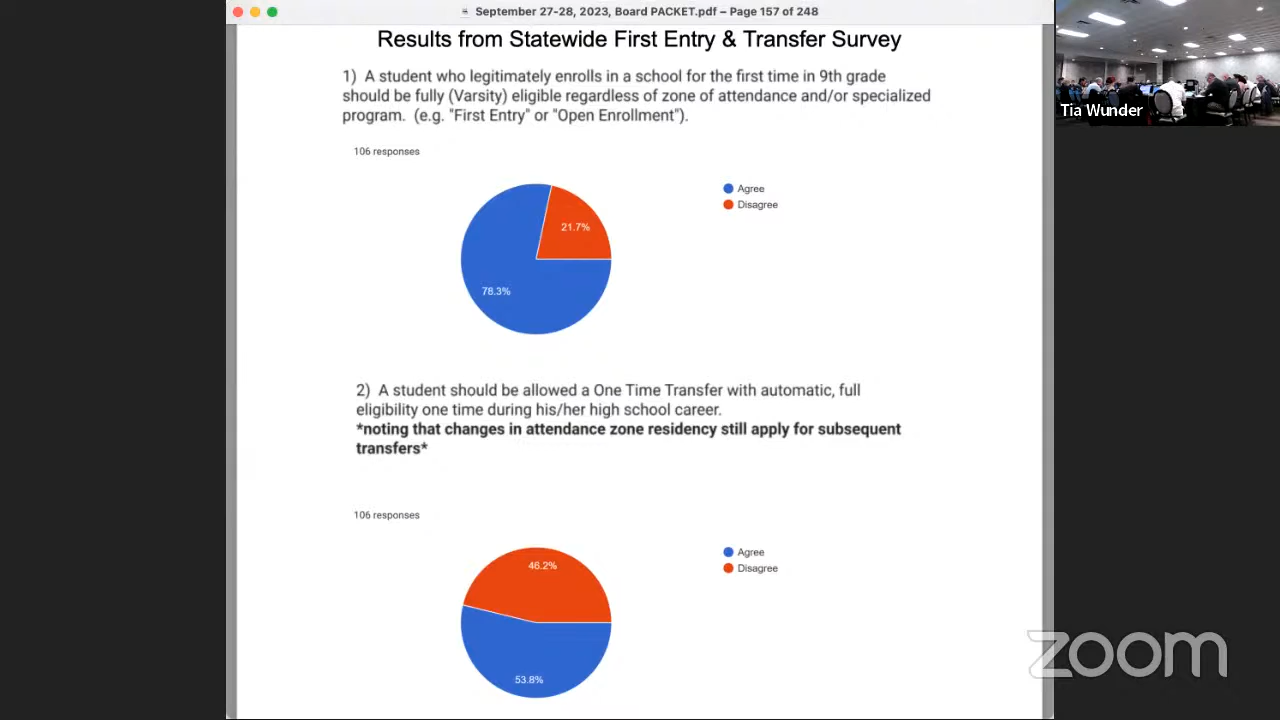 September 27-28, 2023, Board PACKET.pdf – Page 157 of 248
Results from Statewide First Entry & Transfer Survey
1) A student who legitimately enrolls in a school for the first time in 9th grade
should be fully (Varsity) eligible regardless of zone of attendance and/or specialized
program. (e.g. "First Entry" or "Open Enrollment").
106 responses
Agree
Disagree
21.7%
78.3%
2) A student should be allowed a One Time Transfer with automatic, full
eligibility one time during his/her high school career.
*noting that changes in attendance zone residency still apply for subsequent
transfers*
106 responses
Agree
Disagree
46.2%
53.8%
Tia Wunder
zoom